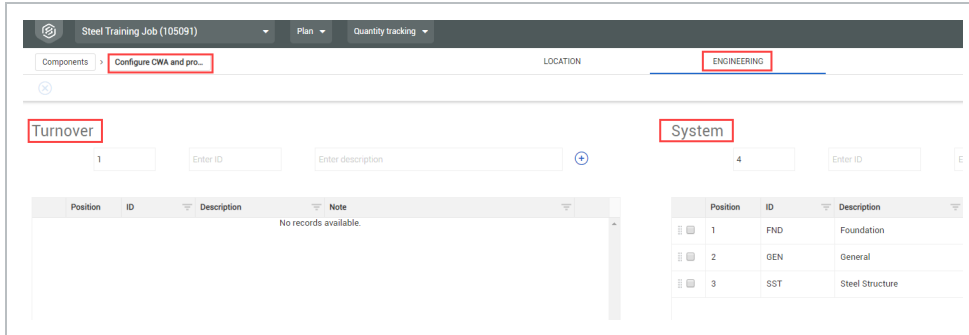 Steel Training Job (105091) Plan Quantity tracking
Components > Configure CWA and pro... LOCATION ENGINEERING
Turnover System
1 Enter ID Enter description 4 Enter ID E
Position ID Description Note Position ID Description
No records available.
1 FND Foundation
2 GEN General
3 SST Steel Structure